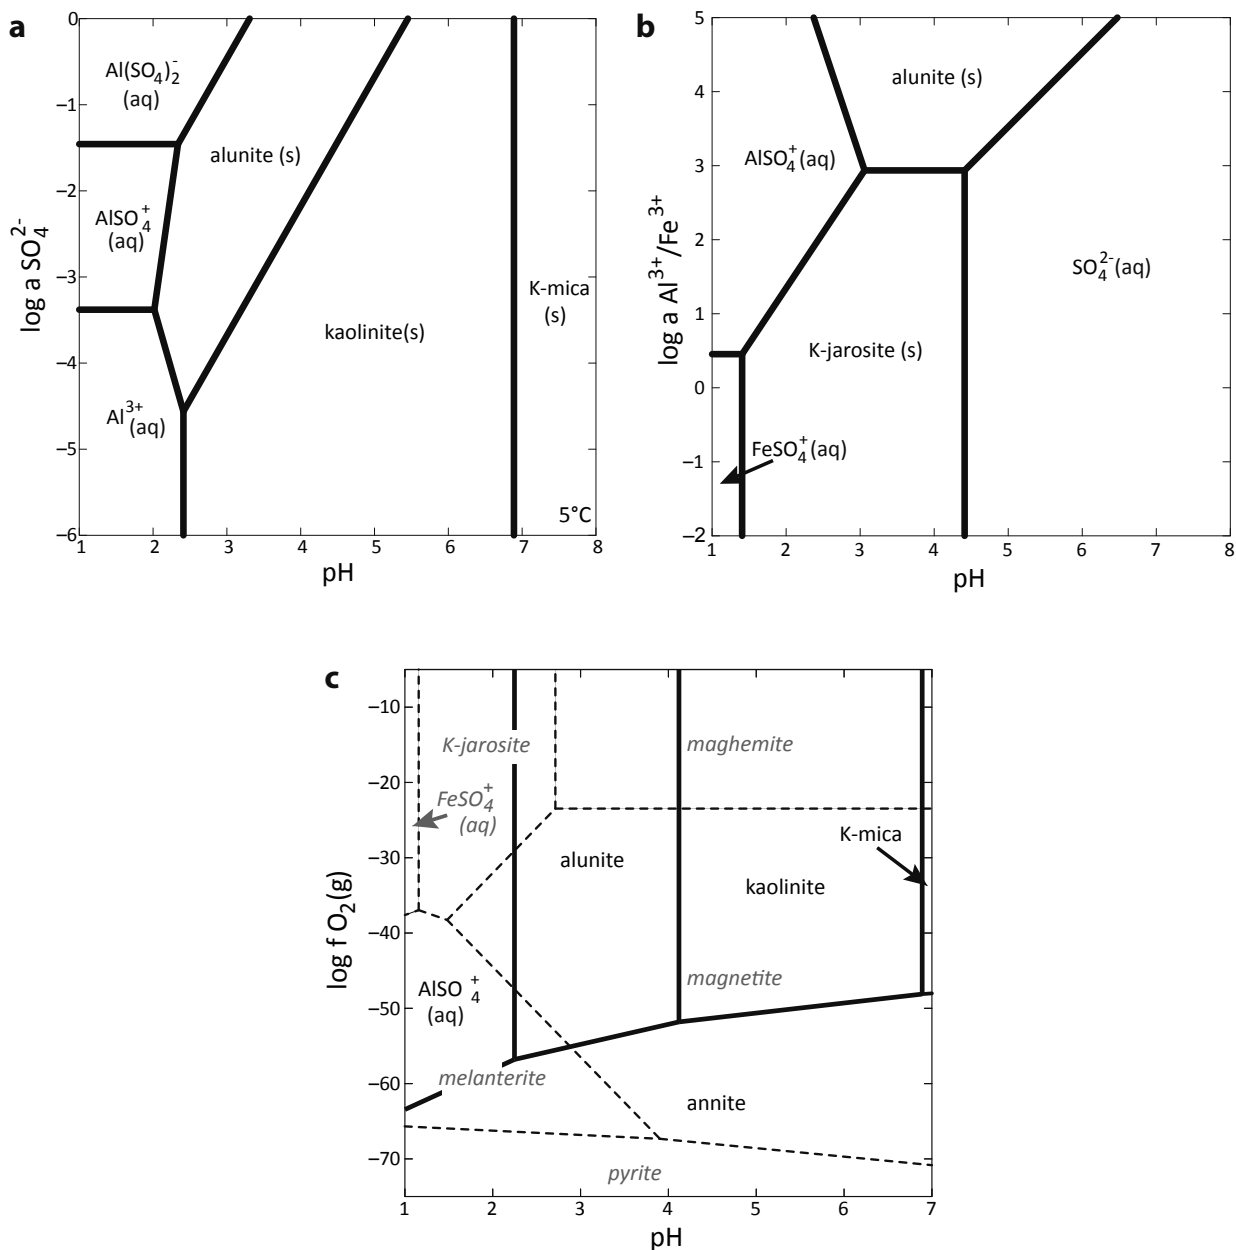 a
0
−1
−2
−3
−4
−5
−6
log a SO₄²⁻
Al(SO₄)₂⁻
(aq)
alunite (s)
AlSO₄⁺
(aq)
K-mica
(s)
kaolinite(s)
Al³⁺
(aq)
5°C
1 2 3 4 5 6 7 8
pH
b
5
4
3
2
1
0
−1
−2
log a Al³⁺/Fe³⁺
alunite (s)
AlSO₄⁺(aq)
SO₄²⁻(aq)
K-jarosite (s)
FeSO₄⁺(aq)
1 2 3 4 5 6 7 8
pH
c
−10
−20
−30
−40
−50
−60
−70
log f O₂(g)
K-jarosite
maghemite
FeSO₄⁺
(aq)
K-mica
alunite
kaolinite
magnetite
AlSO₄⁺
(aq)
melanterite
annite
pyrite
1 2 3 4 5 6 7
pH